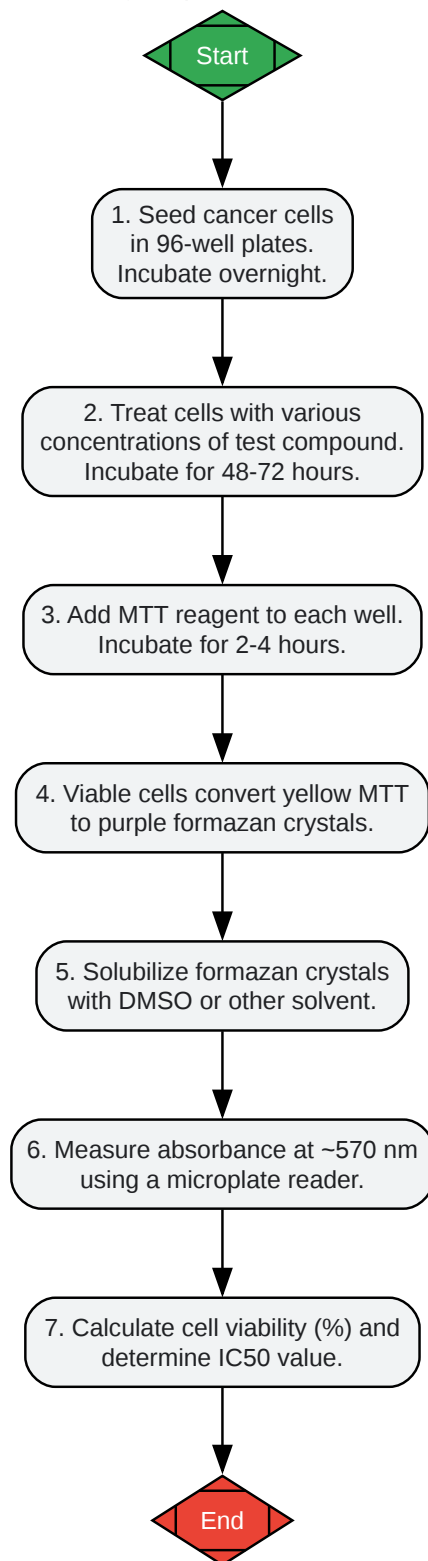 Start
1. Seed cancer cells
in 96-well plates.
Incubate overnight.
2. Treat cells with various
concentrations of test compound.
Incubate for 48-72 hours.
3. Add MTT reagent to each well.
Incubate for 2-4 hours.
4. Viable cells convert yellow MTT
to purple formazan crystals.
5. Solubilize formazan crystals
with DMSO or other solvent.
6. Measure absorbance at ~570 nm
using a microplate reader.
7. Calculate cell viability (%) and
determine IC50 value.
End